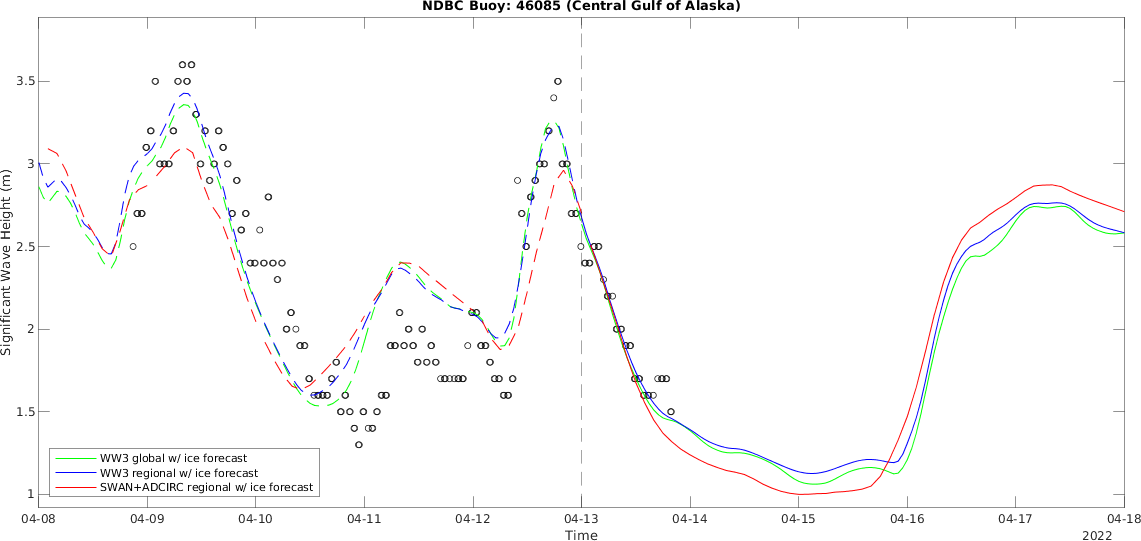 NDBC Buoy: 46085 (Central Gulf of Alaska)
Significant Wave Height (m)
3.5
3
2.5
2
1.5
1
WW3 global w/ ice forecast
WW3 regional w/ ice forecast
SWAN+ADCIRC regional w/ ice forecast
04-08 04-09 04-10 04-11 04-12 04-13 04-14 04-15 04-16 04-17 04-18
Time
2022